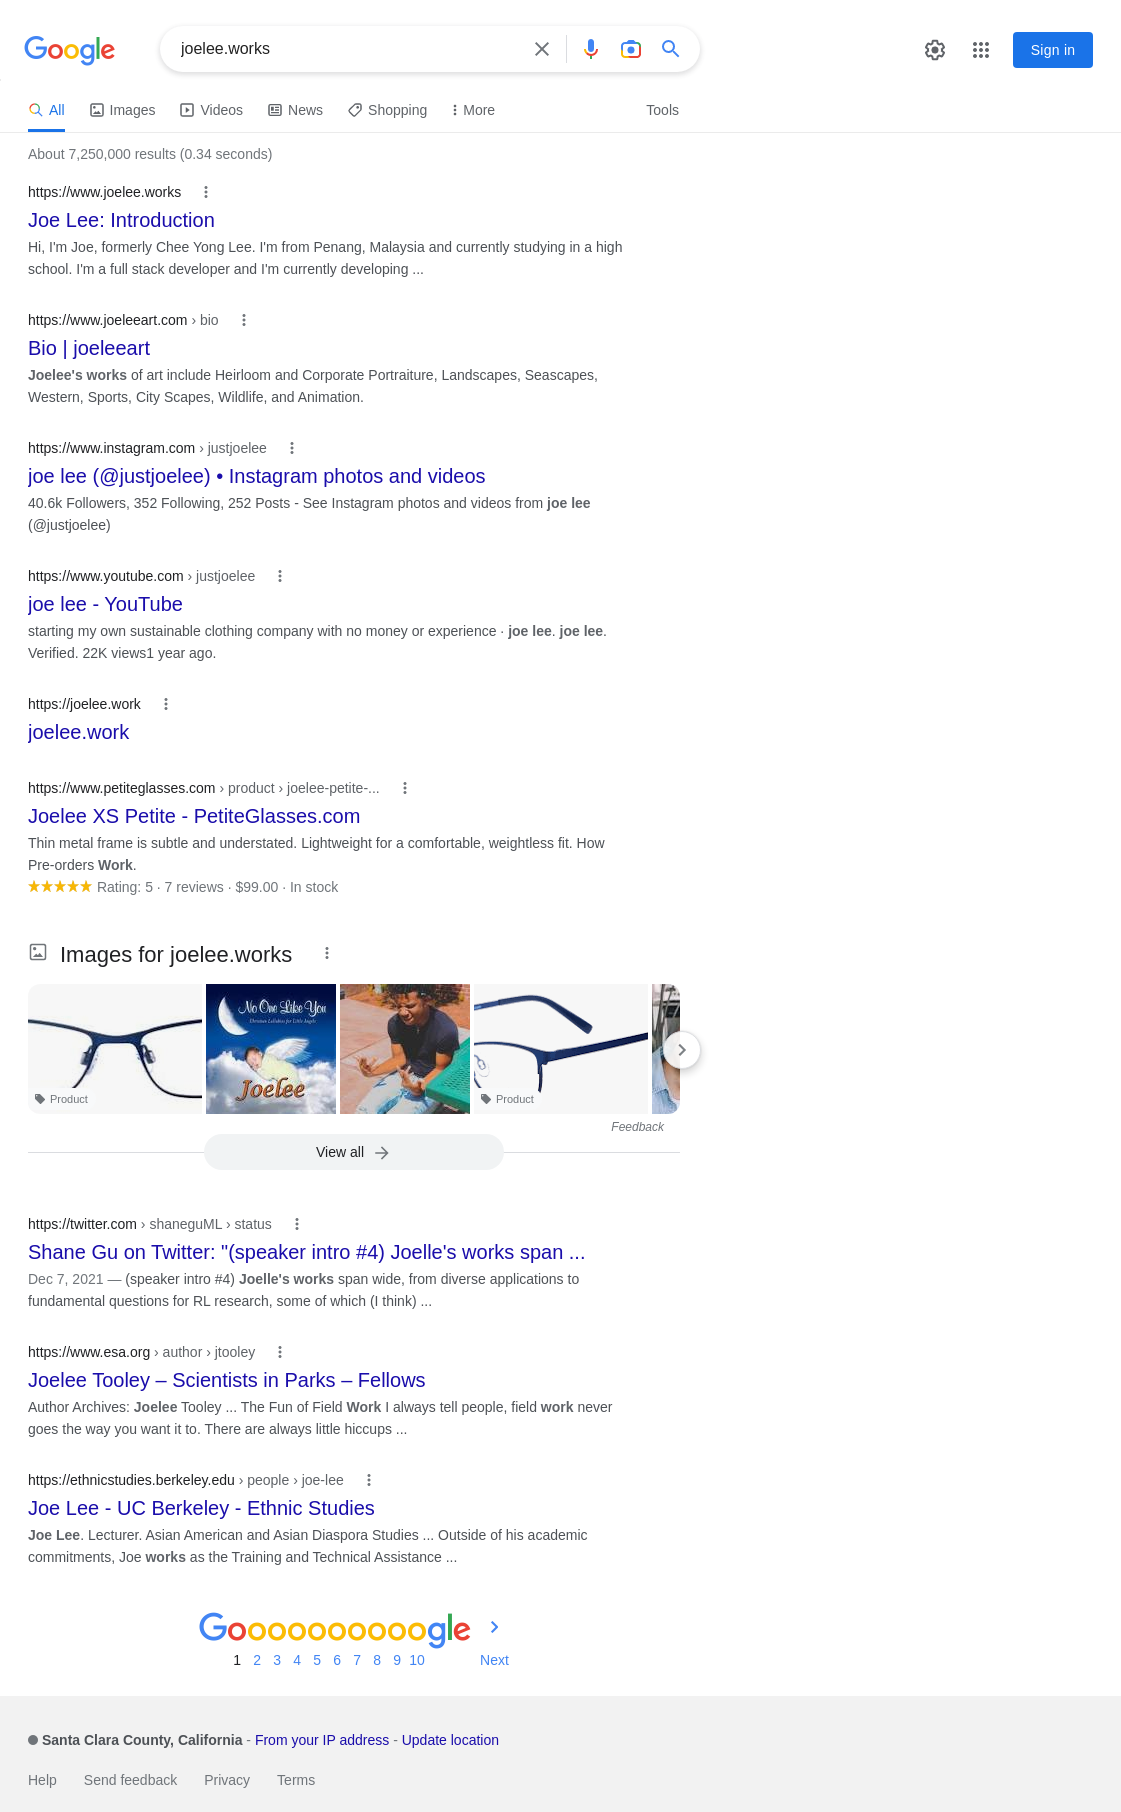 Google
joelee.works
Sign in
All Images Videos News Shopping More Tools
About 7,250,000 results (0.34 seconds)
https://www.joelee.works
Joe Lee: Introduction
Hi, I'm Joe, formerly Chee Yong Lee. I'm from Penang, Malaysia and currently studying in a high
school. I'm a full stack developer and I'm currently developing ...
https://www.joeleeart.com › bio
Bio | joeleeart
Joelee's works of art include Heirloom and Corporate Portraiture, Landscapes, Seascapes,
Western, Sports, City Scapes, Wildlife, and Animation.
https://www.instagram.com › justjoelee
joe lee (@justjoelee) • Instagram photos and videos
40.6k Followers, 352 Following, 252 Posts - See Instagram photos and videos from joe lee
(@justjoelee)
https://www.youtube.com › justjoelee
joe lee - YouTube
starting my own sustainable clothing company with no money or experience · joe lee. joe lee.
Verified. 22K views1 year ago.
https://joelee.work
joelee.work
https://www.petiteglasses.com › product › joelee-petite-...
Joelee XS Petite - PetiteGlasses.com
Thin metal frame is subtle and understated. Lightweight for a comfortable, weightless fit. How
Pre-orders Work.
Rating: 5 · 7 reviews · $99.00 · In stock
Images for joelee.works
No One Like You
Christian Lullabies for Little Angels
Joelee
Product
Product
Feedback
View all
https://twitter.com › shaneguML › status
Shane Gu on Twitter: "(speaker intro #4) Joelle's works span ...
Dec 7, 2021 — (speaker intro #4) Joelle's works span wide, from diverse applications to
fundamental questions for RL research, some of which (I think) ...
https://www.esa.org › author › jtooley
Joelee Tooley – Scientists in Parks – Fellows
Author Archives: Joelee Tooley ... The Fun of Field Work I always tell people, field work never
goes the way you want it to. There are always little hiccups ...
https://ethnicstudies.berkeley.edu › people › joe-lee
Joe Lee - UC Berkeley - Ethnic Studies
Joe Lee. Lecturer. Asian American and Asian Diaspora Studies ... Outside of his academic
commitments, Joe works as the Training and Technical Assistance ...
Goooooooooogle
1 2 3 4 5 6 7 8 9 10 Next
Santa Clara County, California - From your IP address - Update location
Help Send feedback Privacy Terms